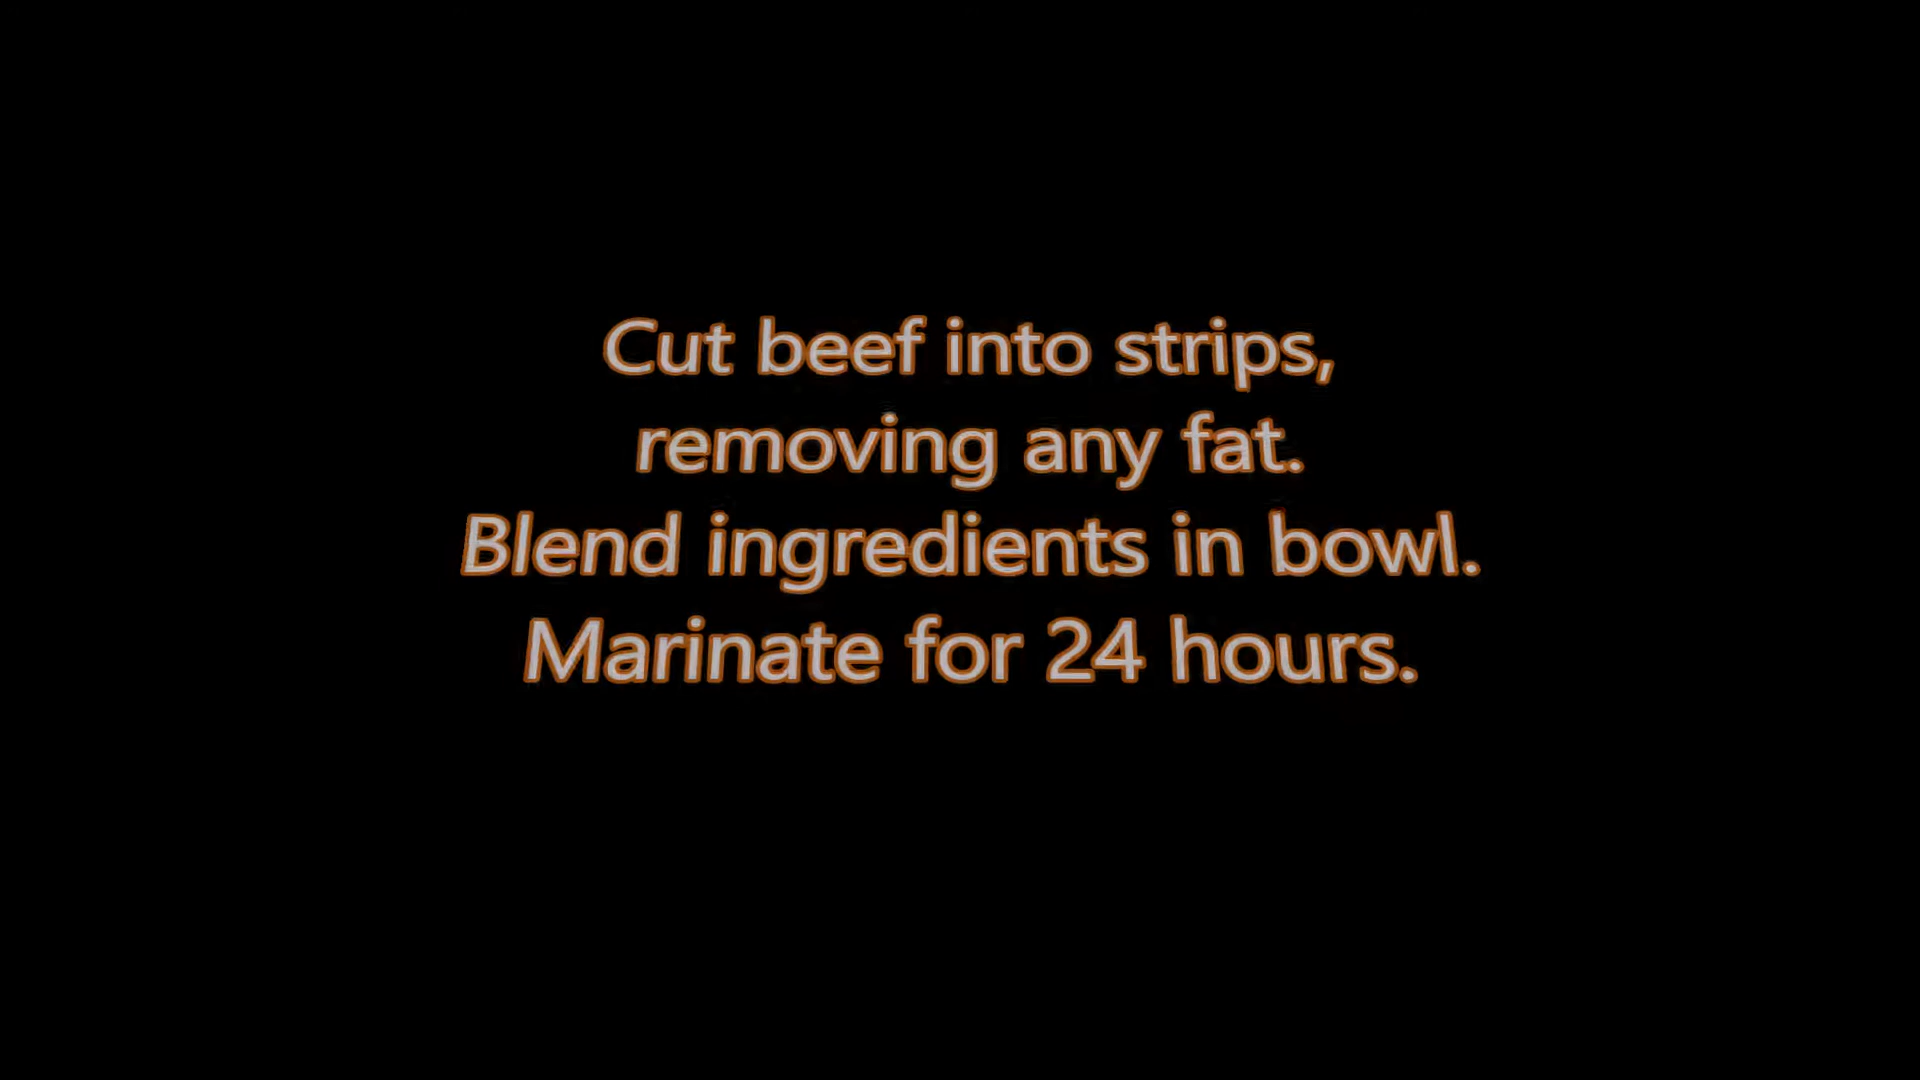 Cut beef into strips,
removing any fat.
Blend ingredients in bowl.
Marinate for 24 hours.